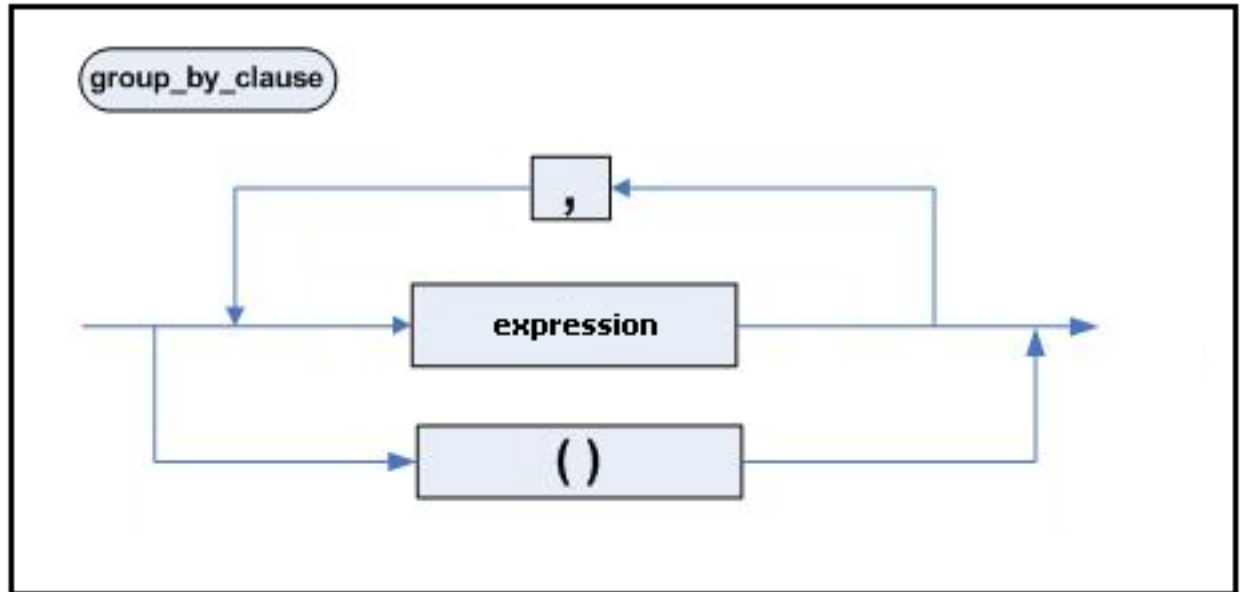 group_by_clause
,
expression
( )